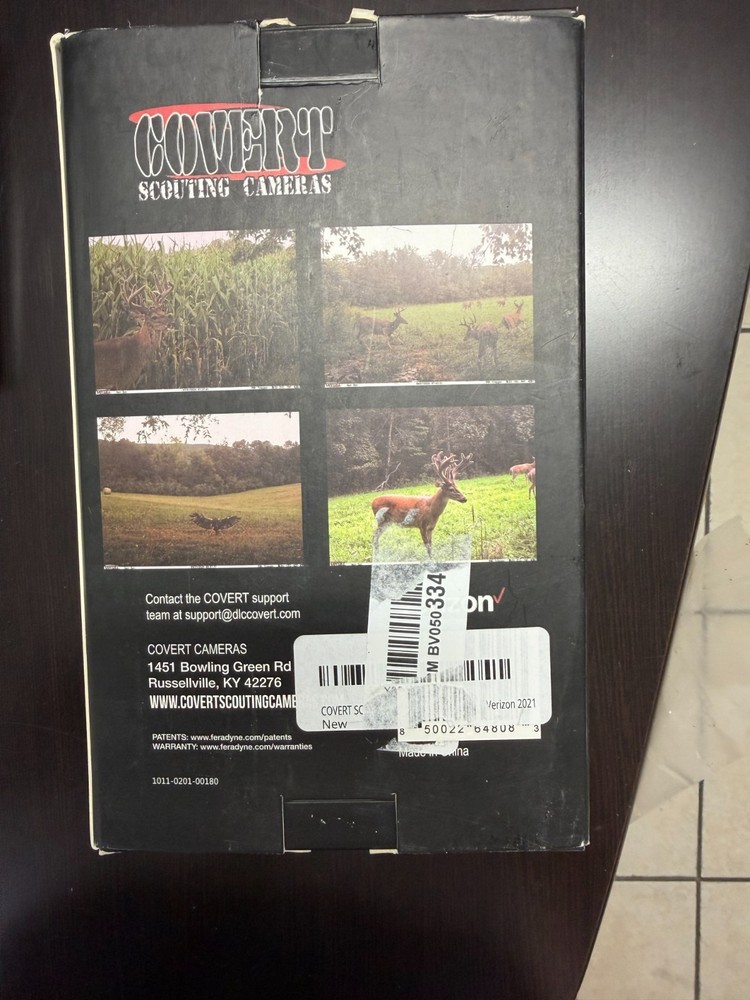 COVERT
SCOUTING CAMERAS
Contact the COVERT support
team at support@dlccovert.com
COVERT CAMERAS
1451 Bowling Green Rd
Russellville, KY 42276
WWW.COVERTSCOUTINGCAME
PATENTS: www.feradyne.com/patents
WARRANTY: www.feradyne.com/warranties
1011-0201-00180
zon
M BV050334
COVERT SC
Verizon 2021
New
8 50022 64808 3
Made in China